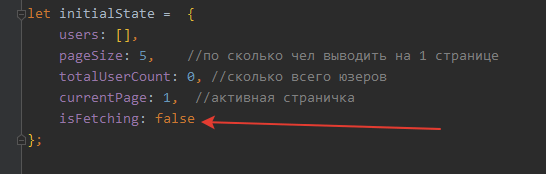 let initialState = {
users: [],
pageSize: 5, //по сколько чел выводить на 1 странице
totalUserCount: 0, //сколько всего юзеров
currentPage: 1, //активная страничка
isFetching: false
};